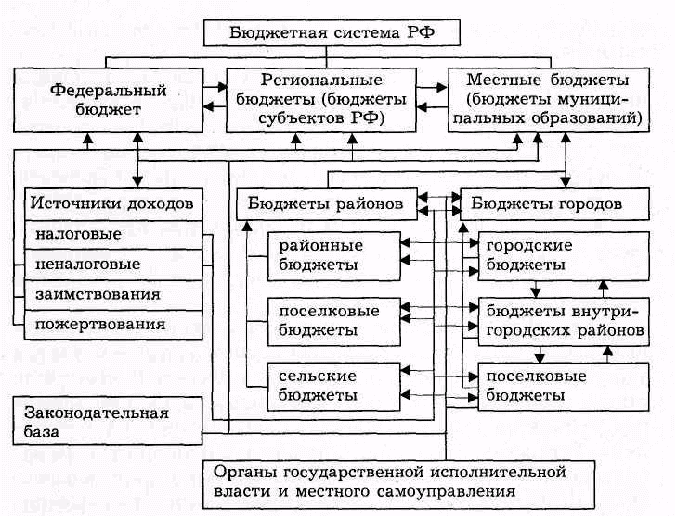 Бюджетная система РФ
Федеральный
бюджет
Региональные
бюджеты (бюджеты
субъектов РФ)
Местные бюджеты
(бюджеты муници-
пальных образований)
Источники доходов
налоговые
неналоговые
заимствования
пожертвования
Бюджеты районов
районные
бюджеты
поселковые
бюджеты
сельские
бюджеты
Бюджеты городов
городские
бюджеты
бюджеты внутри-
городских районов
поселковые
бюджеты
Законодательная
база
Органы государственной исполнительной
власти и местного самоуправления